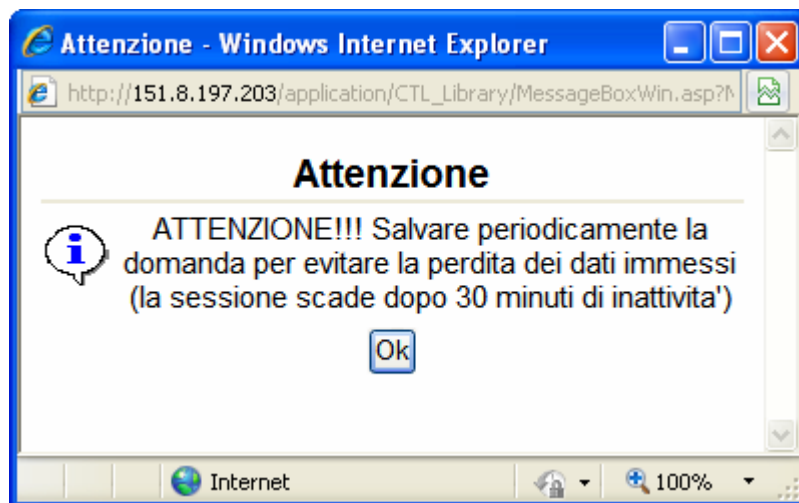 Attenzione - Windows Internet Explorer
http://151.8.197.203/application/CTL_Library/MessageBoxWin.asp?
Attenzione
ATTENZIONE!!! Salvare periodicamente la
domanda per evitare la perdita dei dati immessi
(la sessione scade dopo 30 minuti di inattivita')
Ok
Internet
100%